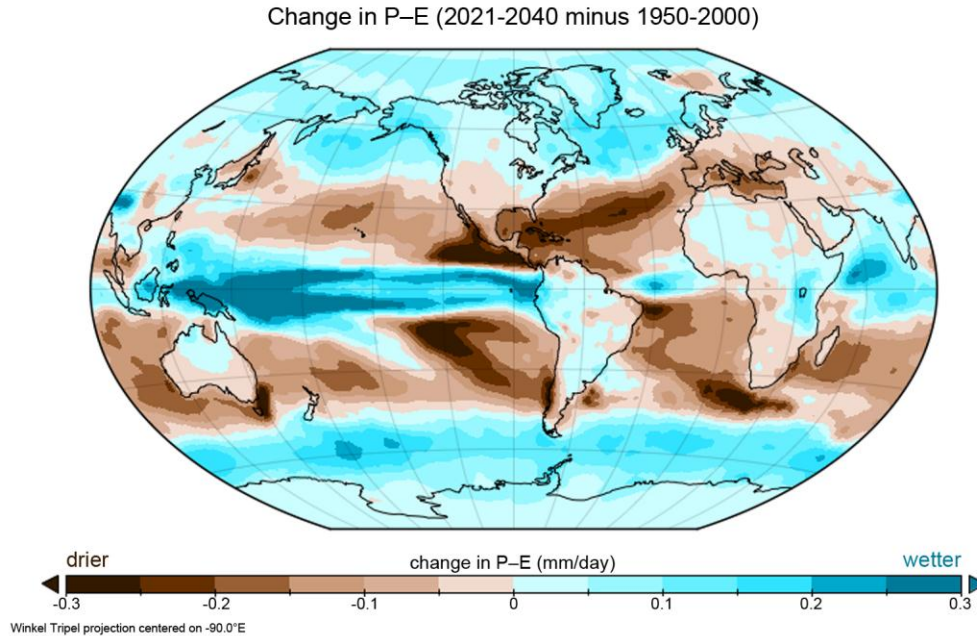 Change in P–E (2021-2040 minus 1950-2000)
drier change in P–E (mm/day) wetter
-0.3 -0.2 -0.1 0 0.1 0.2 0.3
Winkel Tripel projection centered on -90.0°E